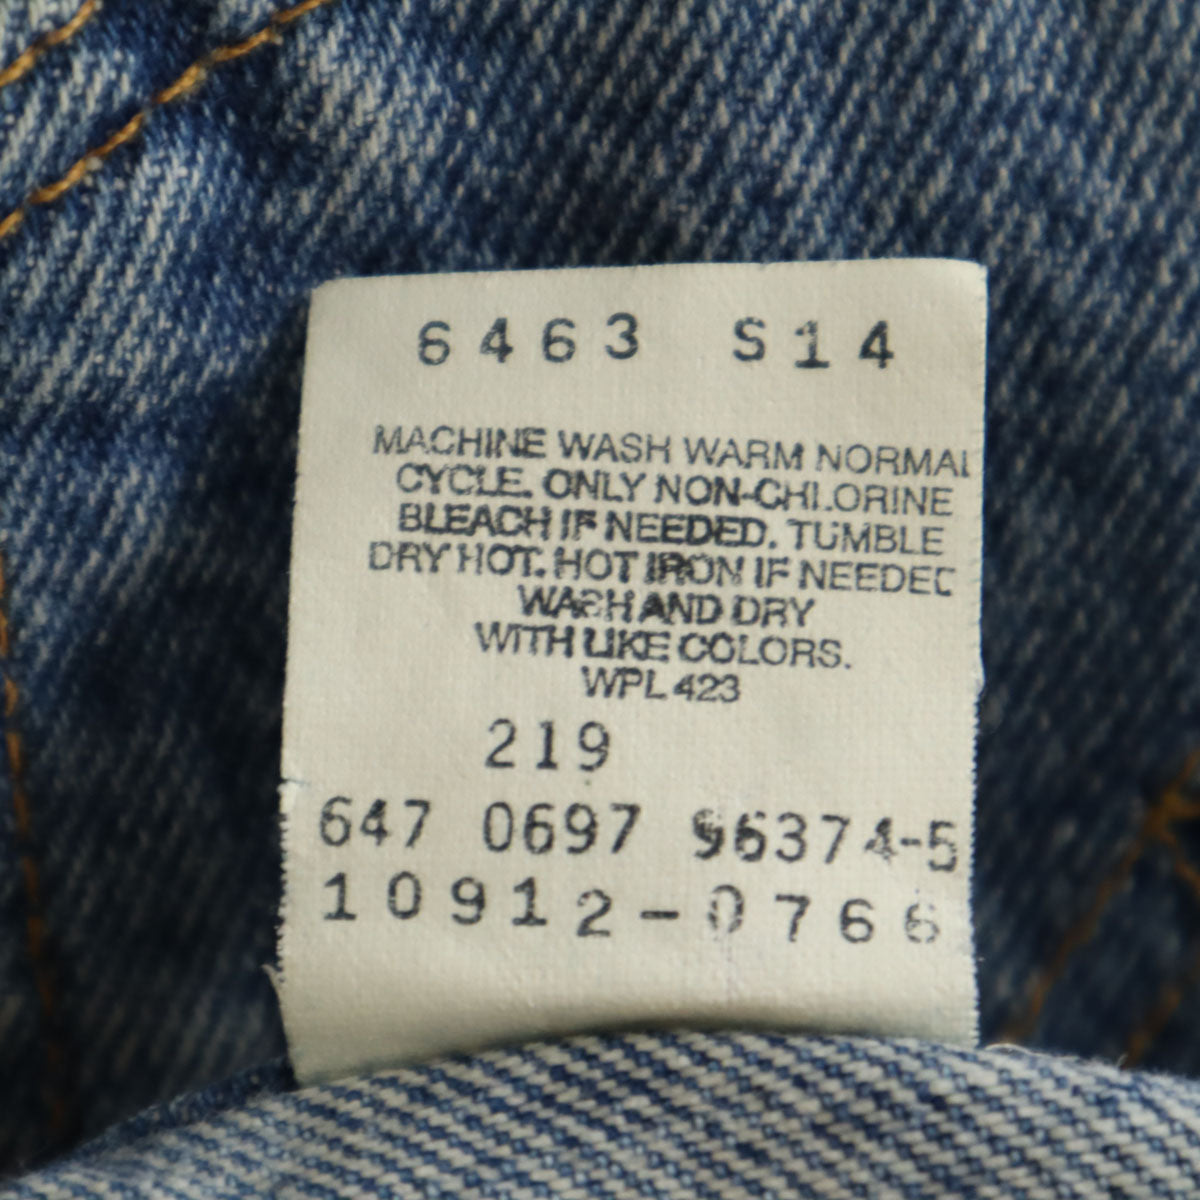 6463 S14
MACHINE WASH WARM NORMAL
CYCLE. ONLY NON-CHLORINE
BLEACH IF NEEDED. TUMBLE
DRY HOT. HOT IRON IF NEEDED
WASH AND DRY
WITH LIKE COLORS.
WPL 423
219
647 0697 96374-5
10912-0766